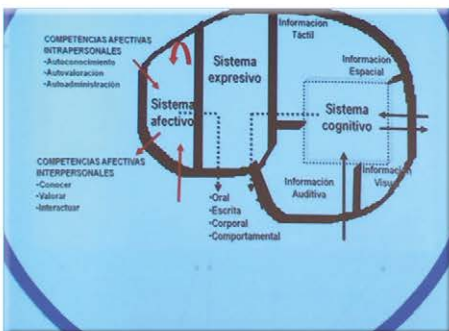 COMPETENCIAS AFECTIVAS
INTRAPERSONALES
-Autoconocimiento
-Autovaloración
-Autoadministración
COMPETENCIAS AFECTIVAS
INTERPERSONALES
-Conocer
-Valorar
-Interactuar
Sistema
afectivo
Sistema
expresivo
-Oral
-Escrita
-Corporal
-Comportamental
Información
Táctil
Información
Espacial
Sistema
cognitivo
Información
Visual
Información
Auditiva